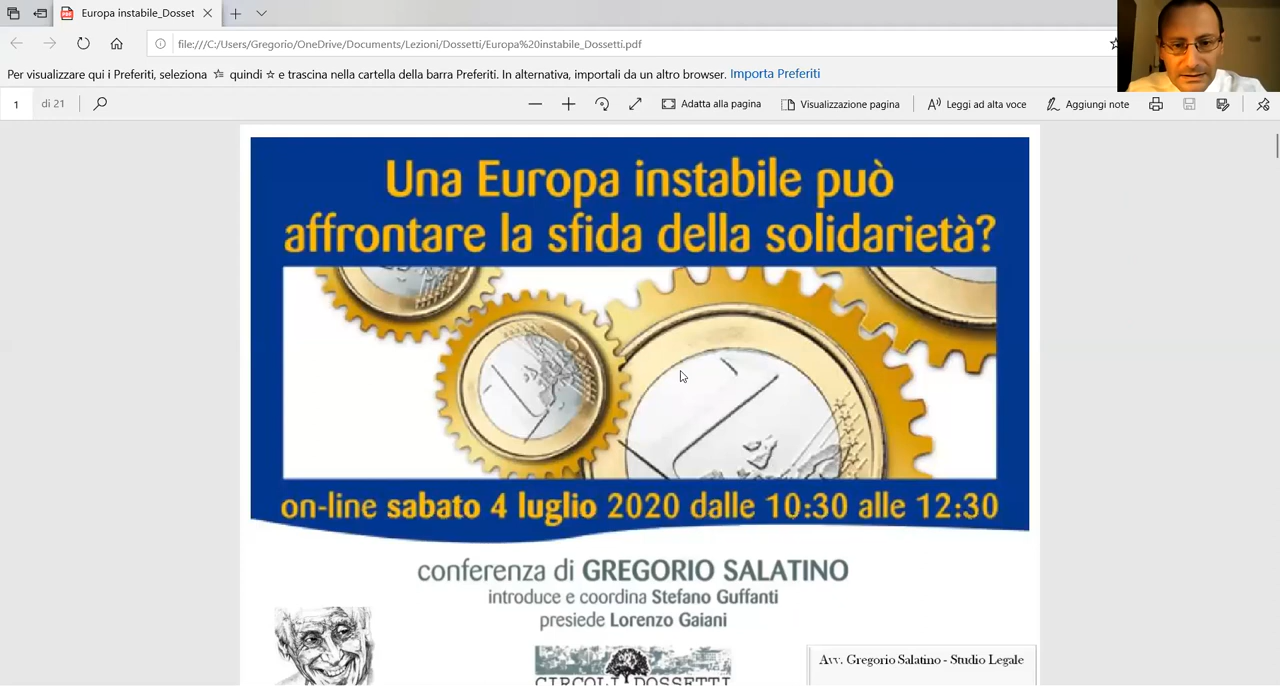 Europa instabile_Dosset
file:///C:/Users/Gregorio/OneDrive/Documents/Lezioni/Dossetti/Europa%20instabile_Dossetti.pdf
Per visualizzare qui i Preferiti, seleziona quindi ☆ e trascina nella cartella della barra Preferiti. In alternativa, importali da un altro browser. Importa Preferiti
1 di 21 Adatta alla pagina Visualizzazione pagina Leggi ad alta voce Aggiungi note
Una Europa instabile può
affrontare la sfida della solidarietà?
on-line sabato 4 luglio 2020 dalle 10:30 alle 12:30
conferenza di GREGORIO SALATINO
introduce e coordina Stefano Guffanti
presiede Lorenzo Gaiani
CIRCOLI DOSSETTI
Avv. Gregorio Salatino - Studio Legale